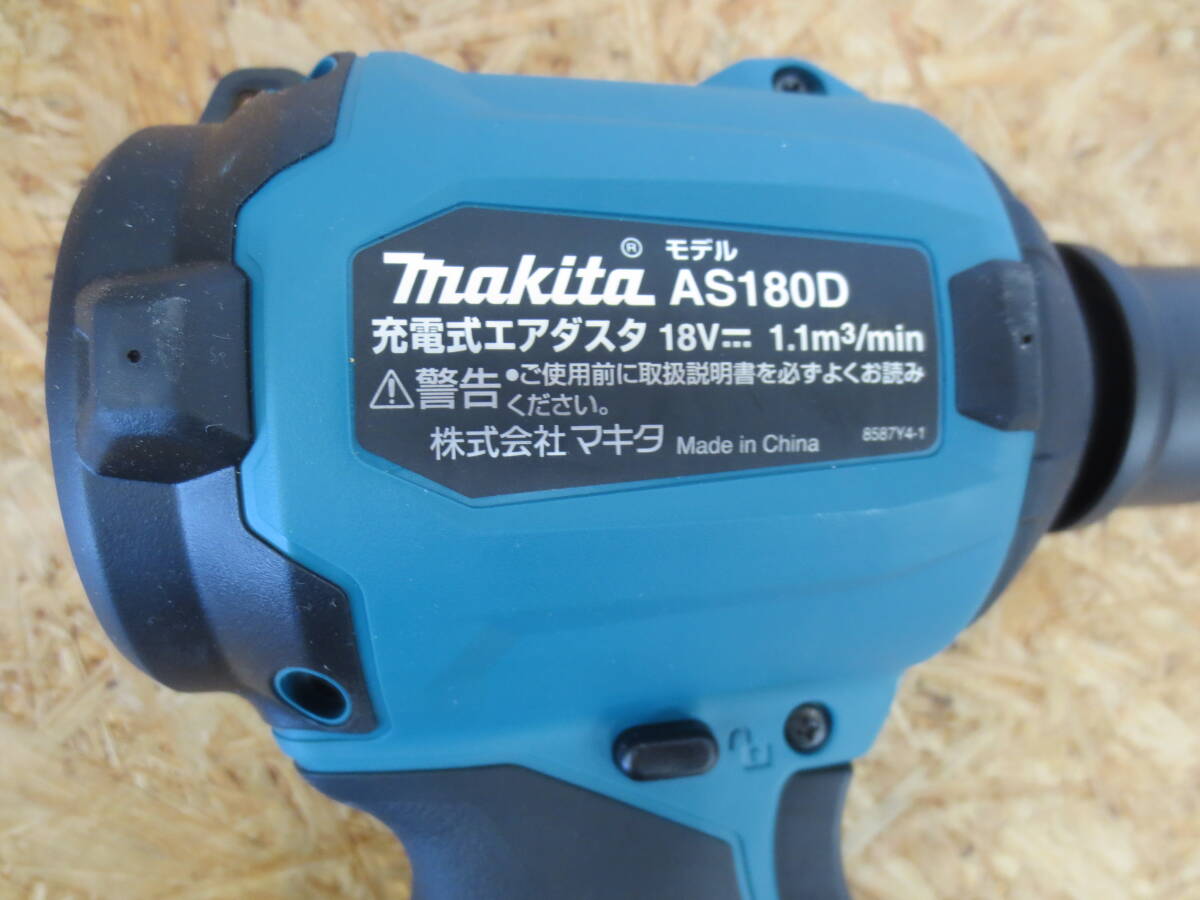 makita® モデル AS180D
充電式エアダスタ 18V⎓ 1.1m³/min
⚠警告 •ご使用前に取扱説明書を必ずよくお読み
ください。
株式会社マキタ Made in China 8587Y4-1